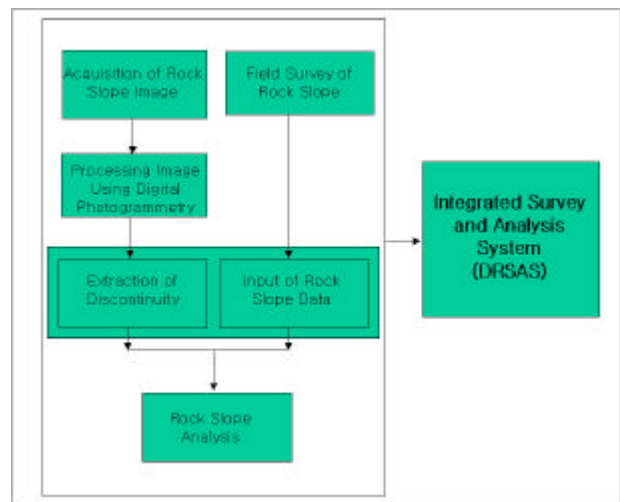 Acquisition of Rock
Slope Image
Field Survey of
Rock Slope
Processing Image
Using Digital
Photogrammetry
Integrated Survey
and Analysis
System
(DRSAS)
Extraction of
Discontinuity
Input of Rock
Slope Data
Rock Slope
Analysis